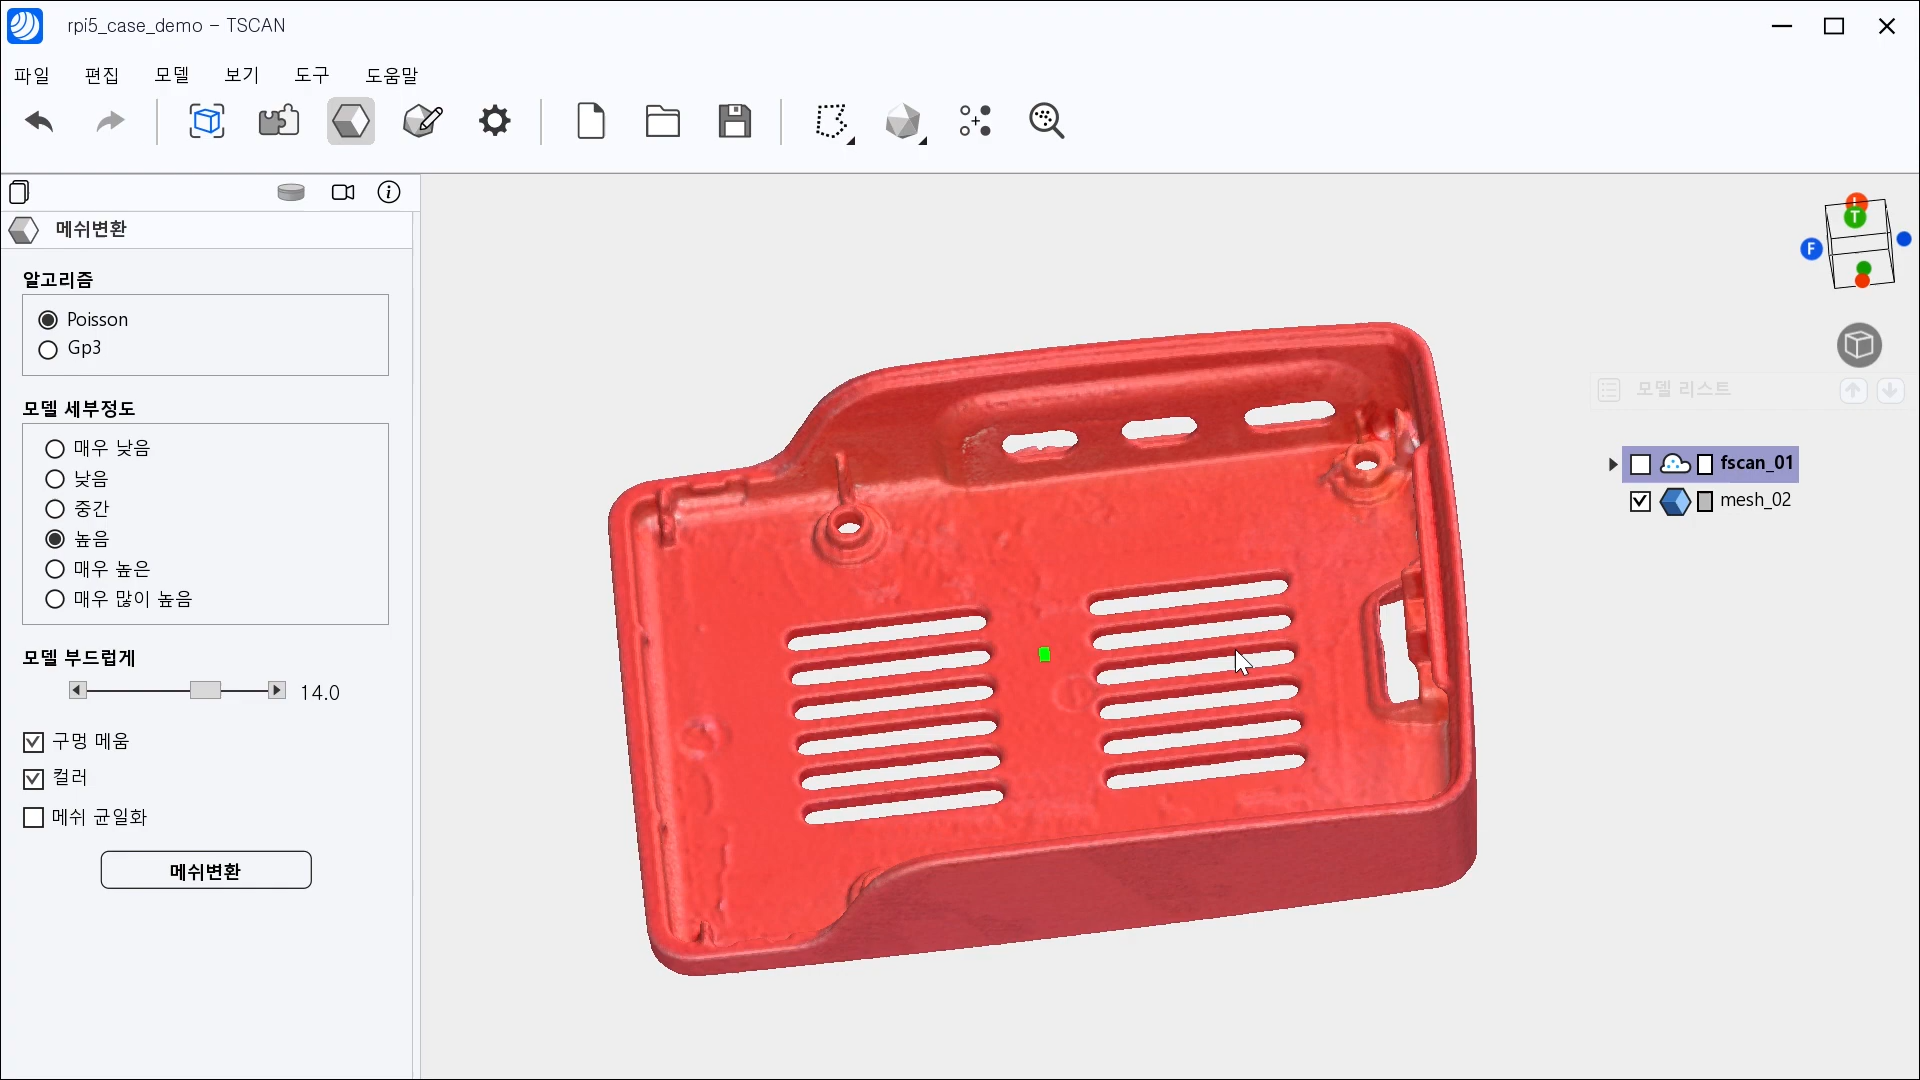 rpi5_case_demo – TSCAN
파일 편집 모델 보기 도구 도움말
메쉬변환
알고리즘
Poisson
Gp3
모델 세부정도
매우 낮음
낮음
중간
높음
매우 높은
매우 많이 높음
모델 부드럽게
14.0
구멍 메움
컬러
메쉬 균일화
메쉬변환
T
F
모델 리스트
fscan_01
mesh_02